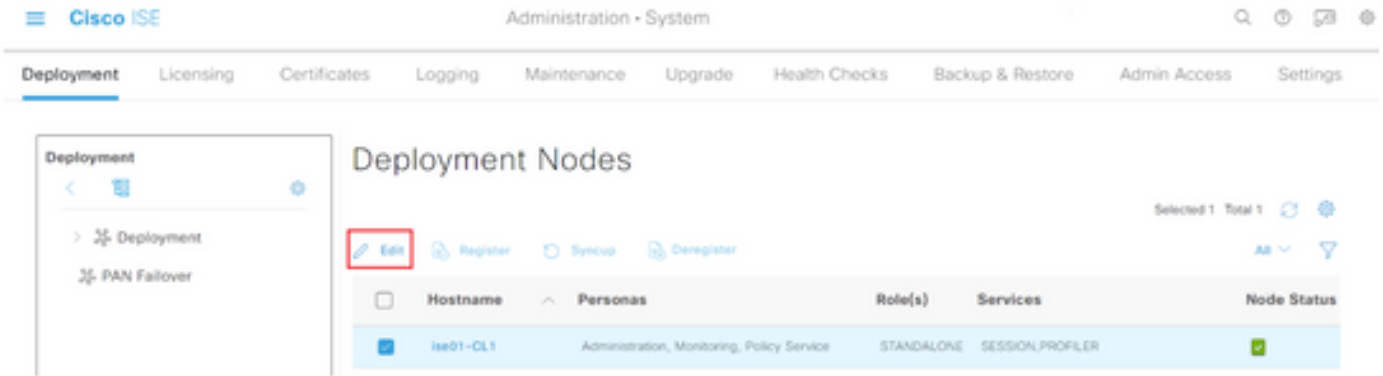 Cisco ISE
Administration • System
Deployment Licensing Certificates Logging Maintenance Upgrade Health Checks Backup & Restore Admin Access Settings
Deployment
Deployment
PAN Failover
Deployment Nodes
Selected 1 Total 1
Edit Register Syncup Deregister
All
Hostname Personas Role(s) Services Node Status
ise01-CL1 Administration, Monitoring, Policy Service STANDALONE SESSION,PROFILER